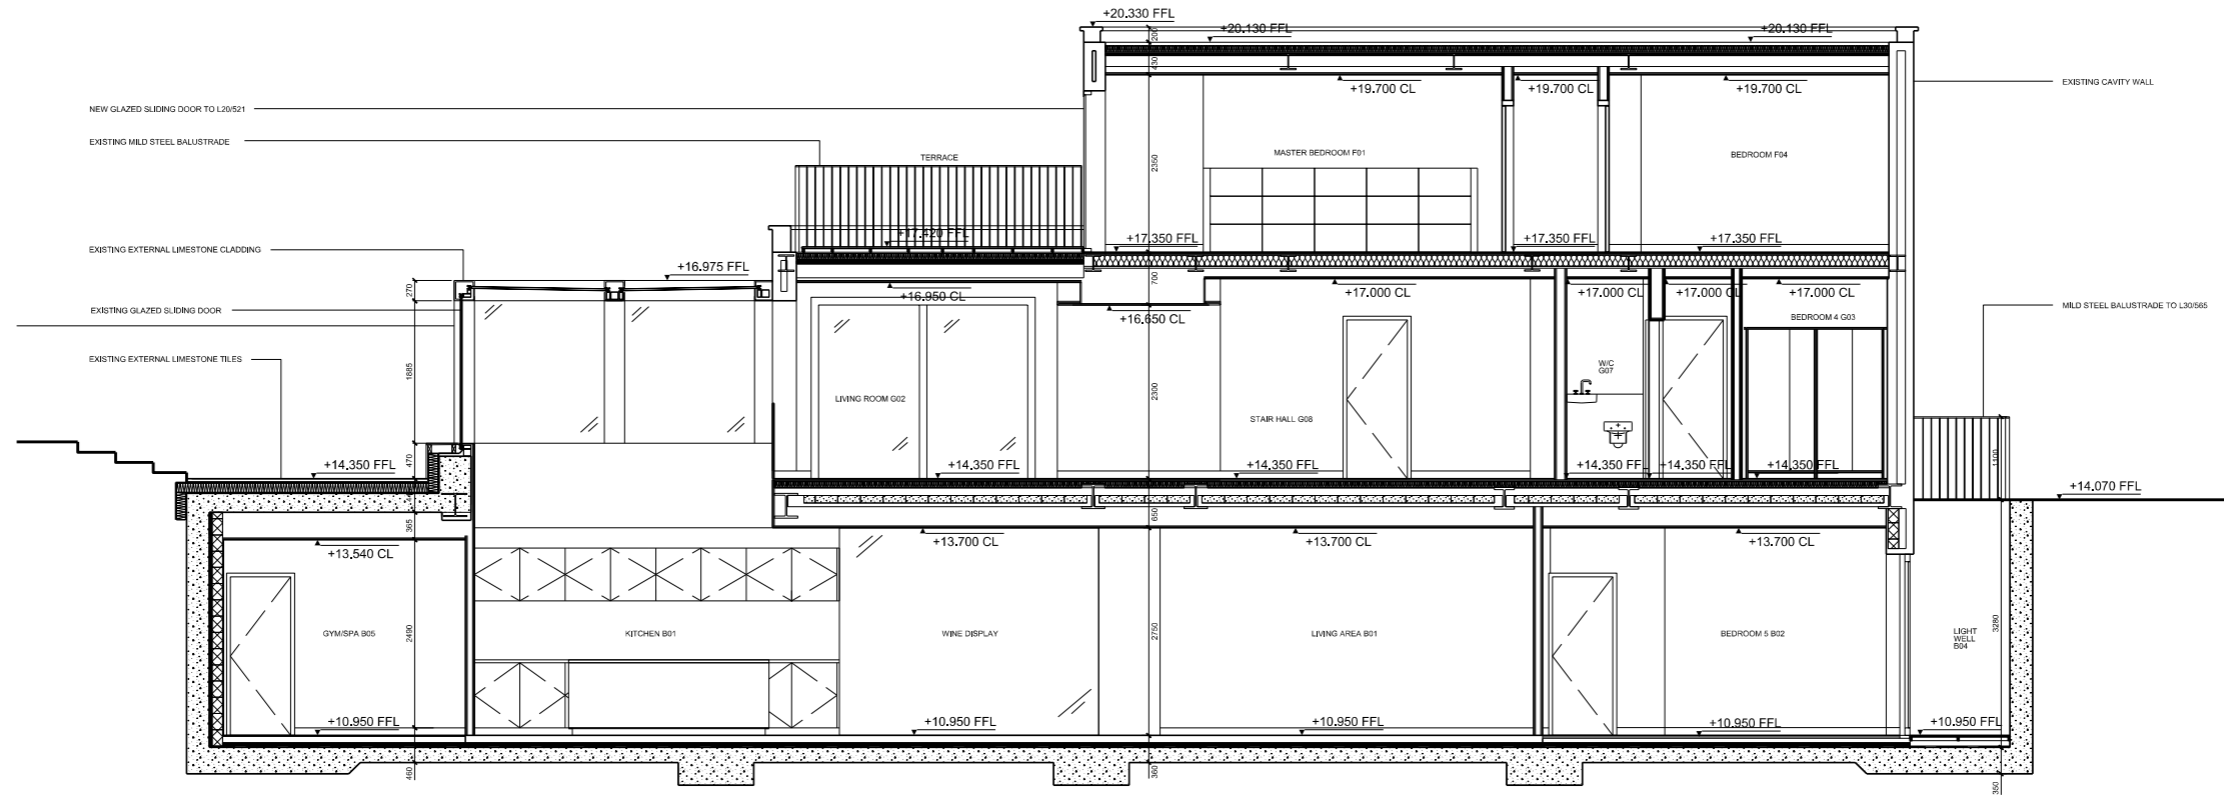 +20.330 FFL
+20.130 FFL
+20.130 FFL
200
430
EXISTING CAVITY WALL
+19.700 CL
+19.700 CL
+19.700 CL
NEW GLAZED SLIDING DOOR TO L20/521
EXISTING MILD STEEL BALUSTRADE
TERRACE
MASTER BEDROOM F01
BEDROOM F04
2350
+17.420 FFL
+17.350 FFL
+17.350 FFL
+17.350 FFL
EXISTING EXTERNAL LIMESTONE CLADDING
+16.975 FFL
270
700
+16.950 CL
+17.000 CL
+17.000 CL
+17.000 CL
+17.000 CL
EXISTING GLAZED SLIDING DOOR
+16.650 CL
BEDROOM 4 G03
MILD STEEL BALUSTRADE TO L30/565
EXISTING EXTERNAL LIMESTONE TILES
1885
W/C
G07
LIVING ROOM G02
2300
STAIR HALL G08
470
1100
+14.350 FFL
+14.350 FFL
+14.350 FFL
+14.350 FFL
+14.350 FFL
+14.350 FFL
+14.070 FFL
365
650
+13.540 CL
+13.700 CL
+13.700 CL
+13.700 CL
2490
GYM/SPA B05
KITCHEN B01
WINE DISPLAY
2750
LIVING AREA B01
BEDROOM 5 B02
LIGHT
WELL
B04
3280
+10.950 FFL
+10.950 FFL
+10.950 FFL
+10.950 FFL
+10.950 FFL
460
360
350